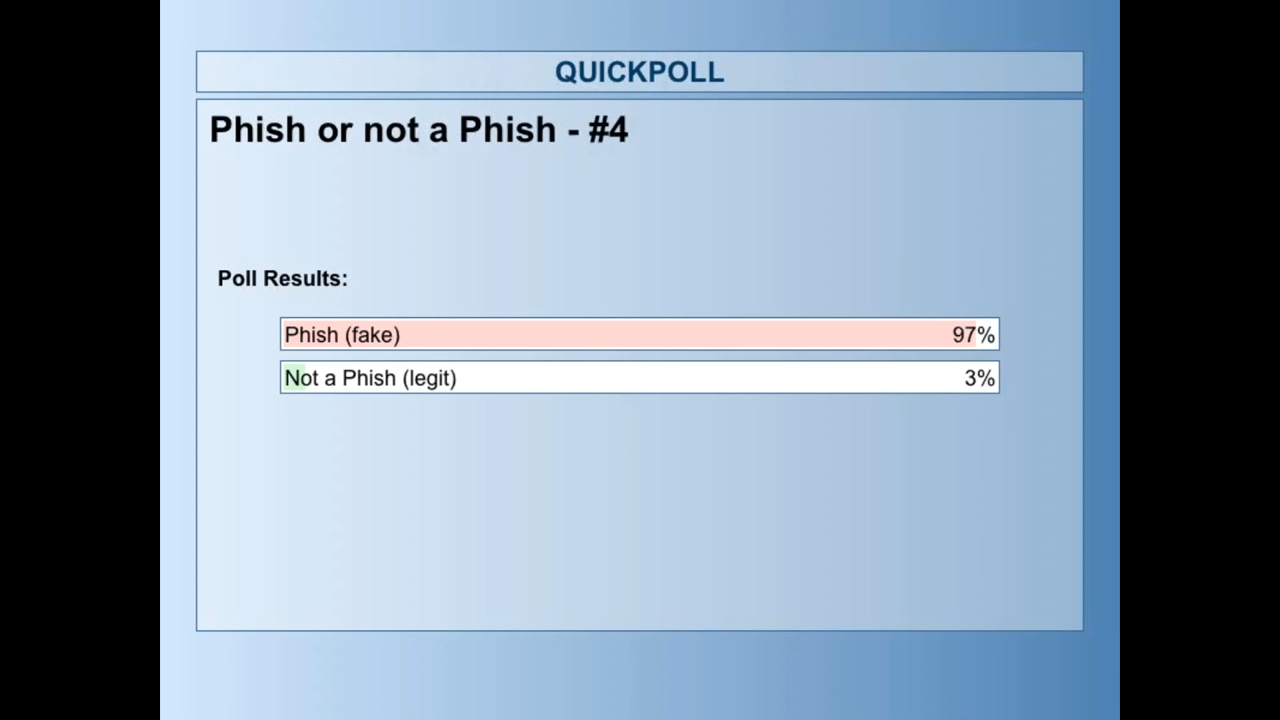 QUICKPOLL
Phish or not a Phish - #4
Poll Results:
Phish (fake) 97%
Not a Phish (legit) 3%